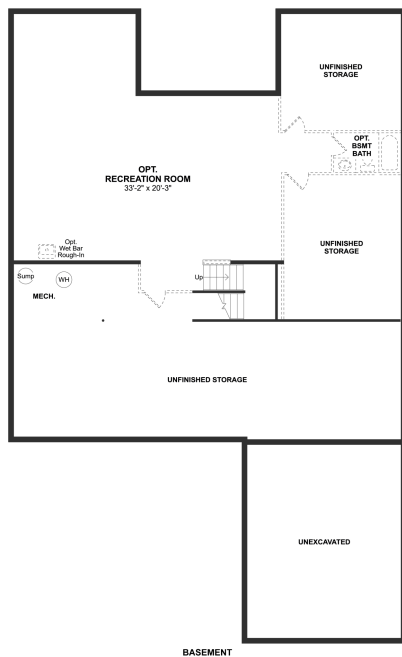 UNFINISHED
STORAGE
OPT.
BSMT
BATH
OPT.
RECREATION ROOM
33'-2" x 20'-3"
UNFINISHED
STORAGE
Opt.
Wet Bar
Rough-In
Up
Sump
WH
MECH.
UNFINISHED STORAGE
UNEXCAVATED
BASEMENT